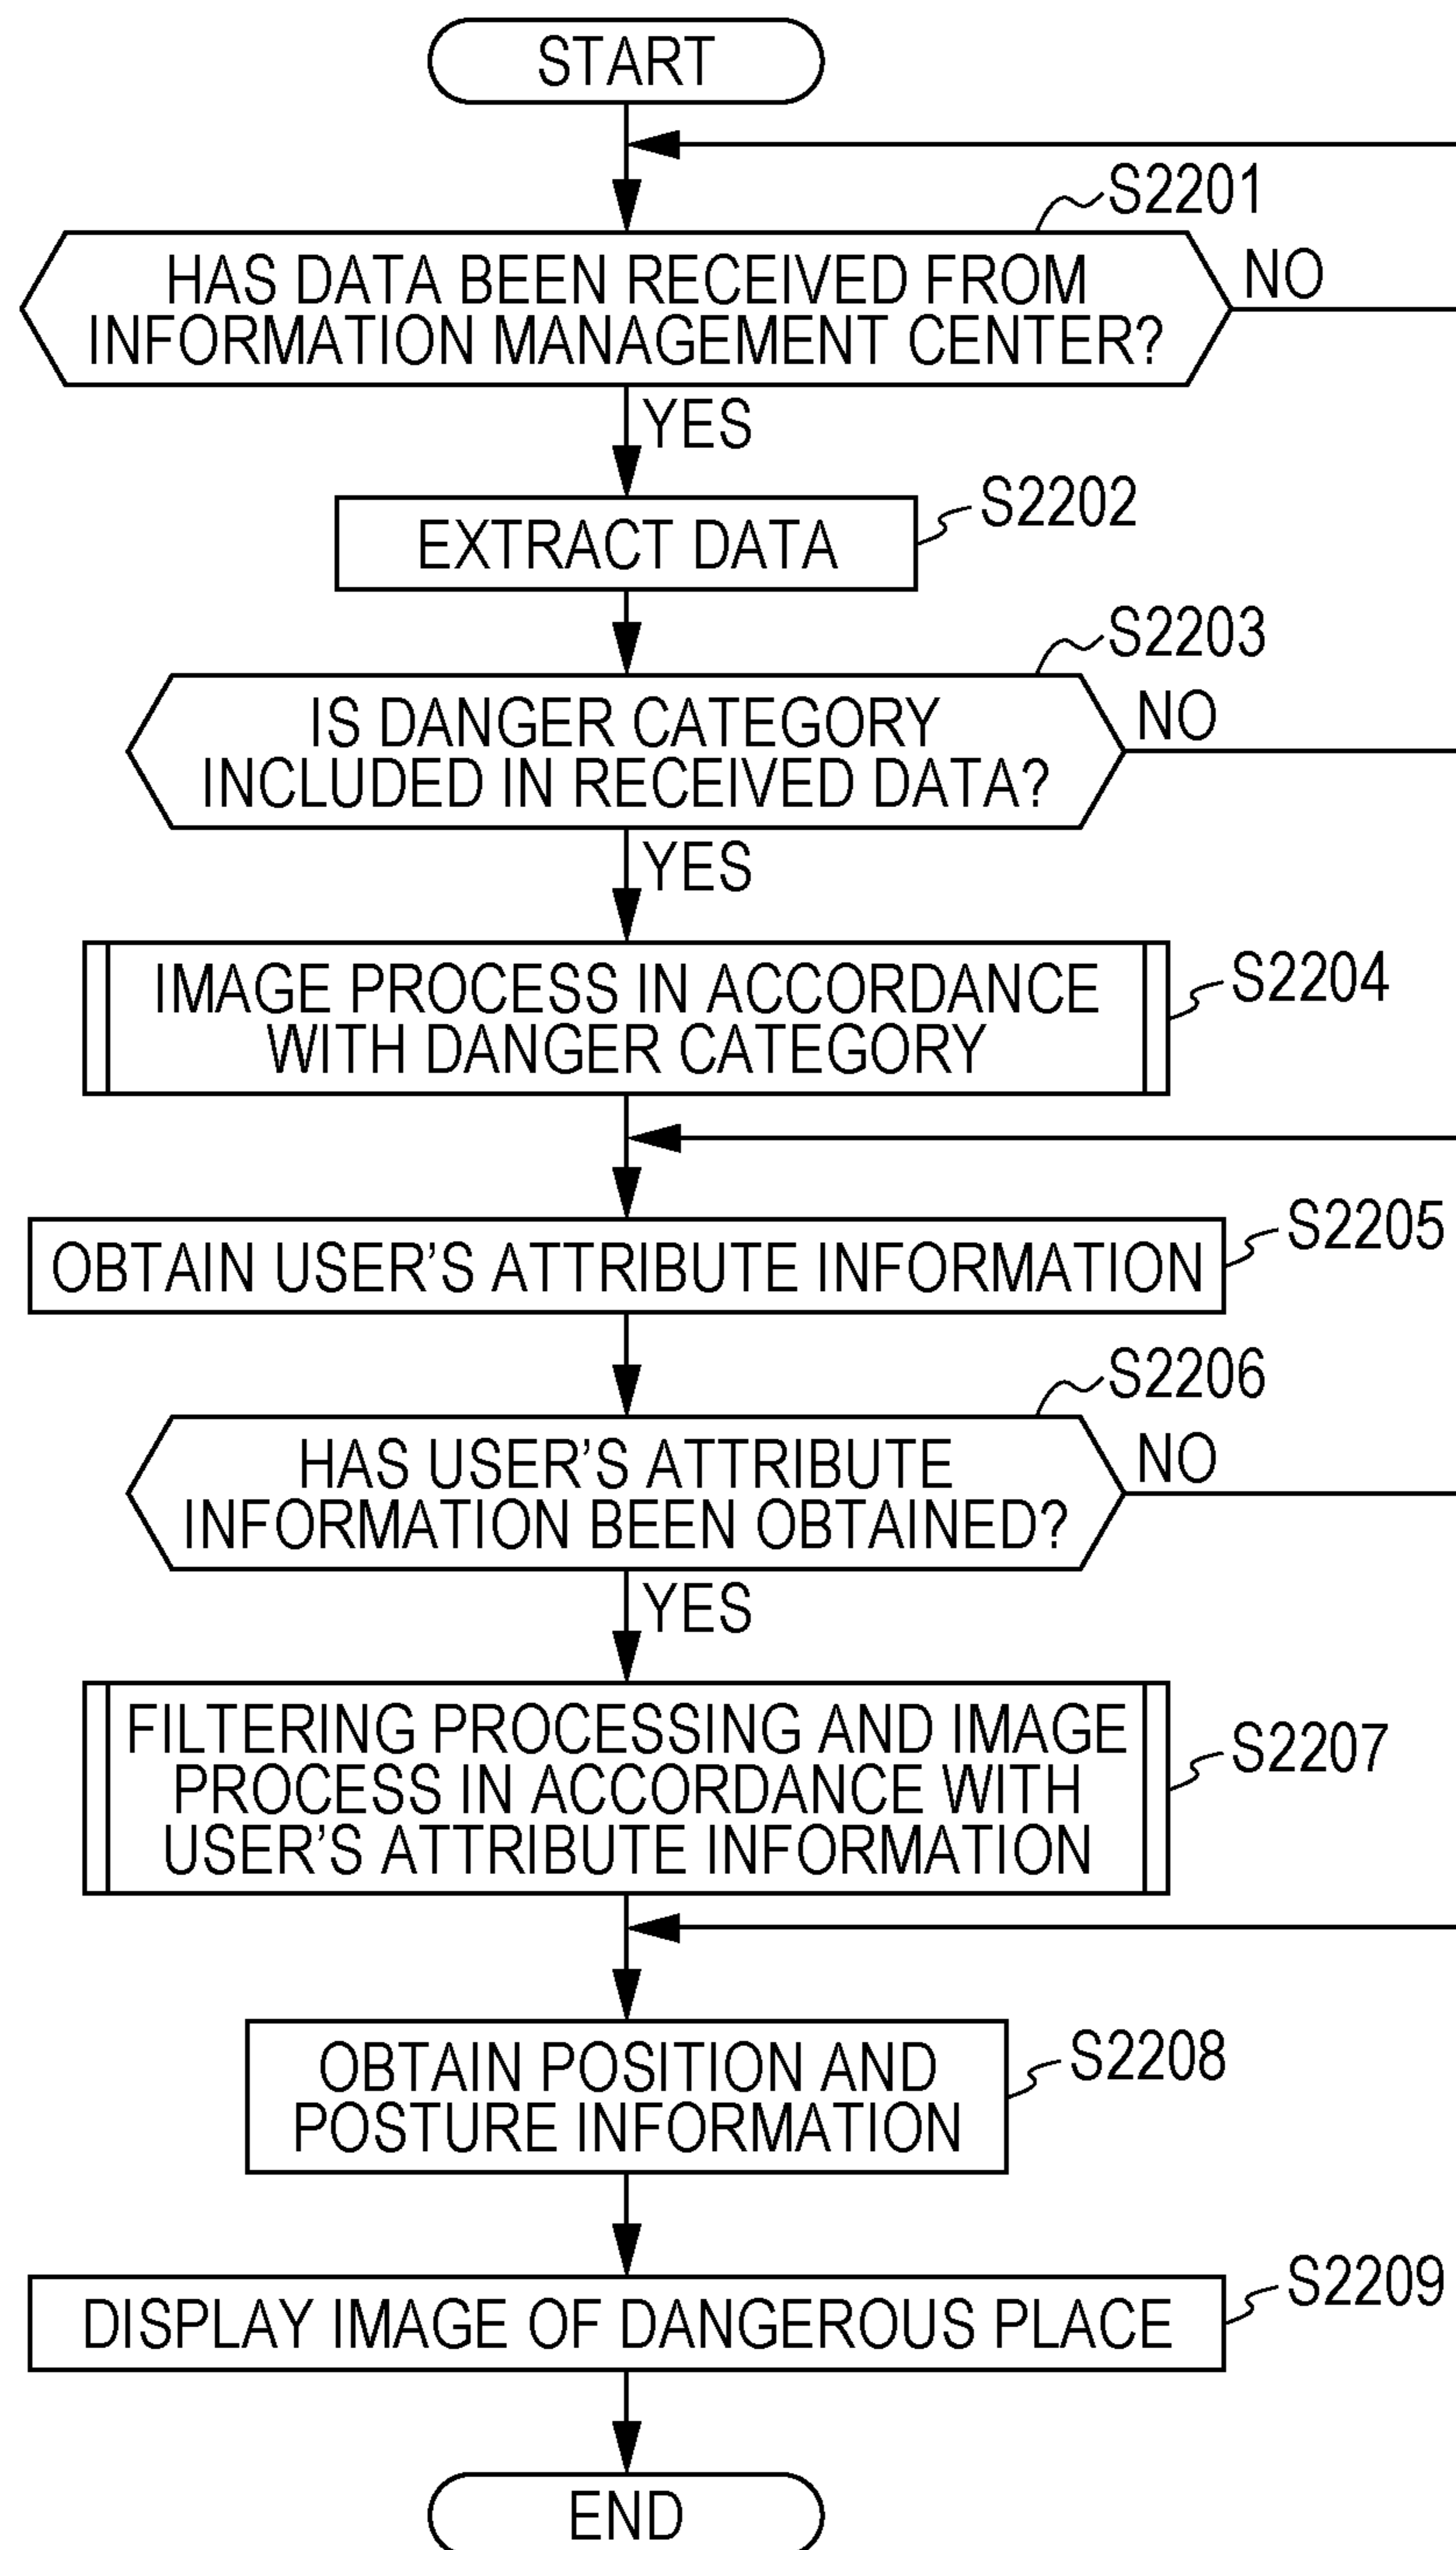 START
S2201
HAS DATA BEEN RECEIVED FROM
INFORMATION MANAGEMENT CENTER?
NO
YES
S2202
EXTRACT DATA
S2203
IS DANGER CATEGORY
INCLUDED IN RECEIVED DATA?
NO
YES
S2204
IMAGE PROCESS IN ACCORDANCE
WITH DANGER CATEGORY
S2205
OBTAIN USER'S ATTRIBUTE INFORMATION
S2206
HAS USER'S ATTRIBUTE
INFORMATION BEEN OBTAINED?
NO
YES
S2207
FILTERING PROCESSING AND IMAGE
PROCESS IN ACCORDANCE WITH
USER'S ATTRIBUTE INFORMATION
S2208
OBTAIN POSITION AND
POSTURE INFORMATION
S2209
DISPLAY IMAGE OF DANGEROUS PLACE
END